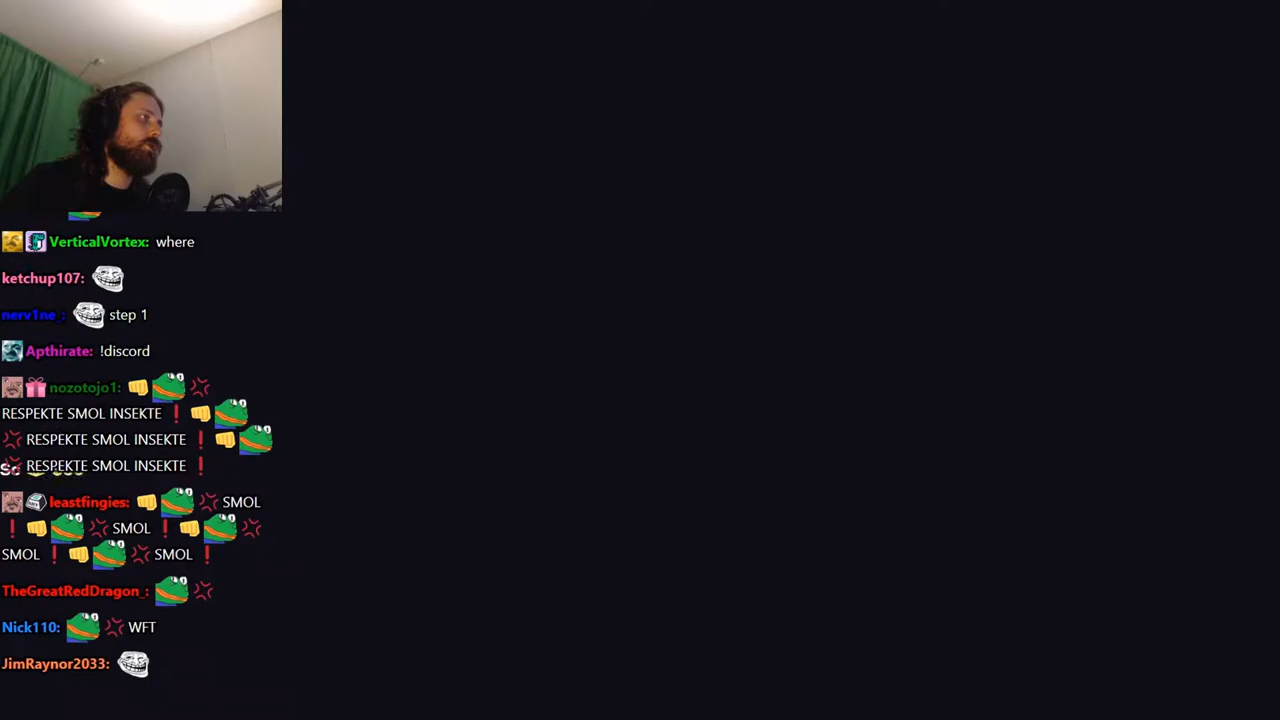 VerticalVortex: where
ketchup107:
nerv1ne_: step 1
Apthirate: !discord
nozotojo1:
RESPEKTE SMOL INSEKTE ❗
RESPEKTE SMOL INSEKTE ❗
RESPEKTE SMOL INSEKTE ❗
leastfingies: SMOL
❗ SMOL ❗
SMOL ❗ SMOL ❗
TheGreatRedDragon_:
Nick110: WFT
JimRaynor2033: